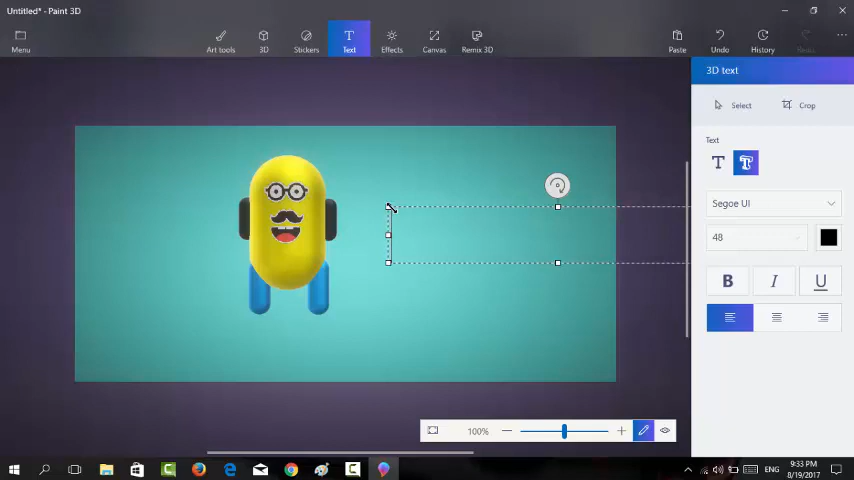 Untitled* - Paint 3D
Menu
Art tools
3D
Stickers
Text
Effects
Canvas
Remix 3D
Paste
Undo
History
Redo
3D text
Select
Crop
Text
Segoe UI
48
B I U
100%
ENG
9:33 PM
8/19/2017